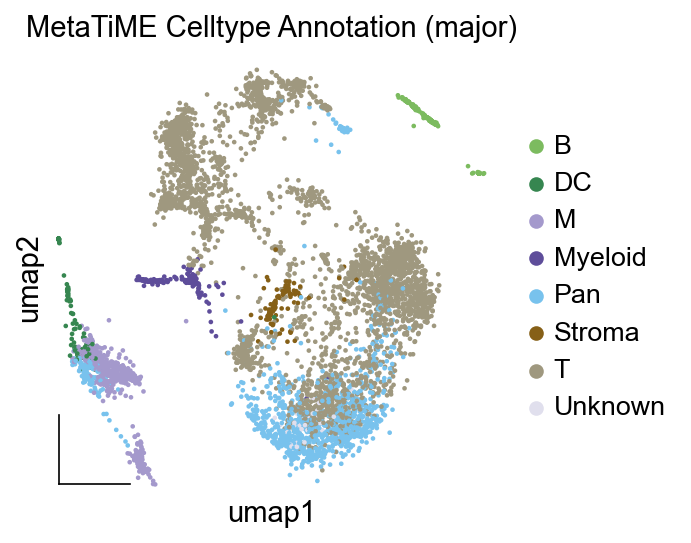 MetaTiME Celltype Annotation (major)
B
DC
M
Myeloid
Pan
Stroma
T
Unknown
umap2
umap1